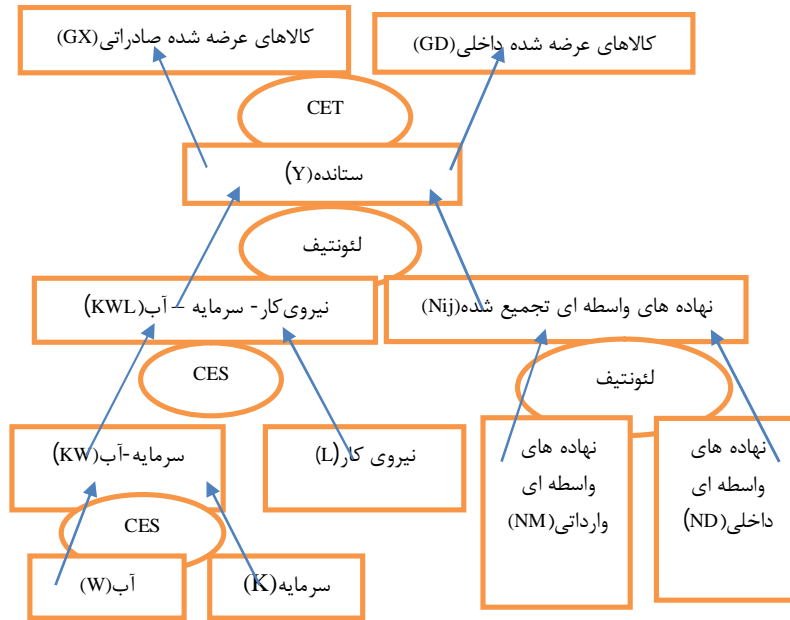 کالاهای عرضه شده داخلی(GD)
کالاهای عرضه شده صادراتی(GX)
CET
ستانده(Y)
لئونتیف
نهاده های واسطه ای تجمیع شده(Nij)
نیروی‌کار- سرمایه – آب(KWL)
CES
لئونتیف
نهاده های
واسطه ای
داخلی(ND)
نهاده های
واسطه ای
وارداتی(NM)
نیروی کار(L)
سرمایه-آب(KW)
CES
سرمایه(K)
آب(W)